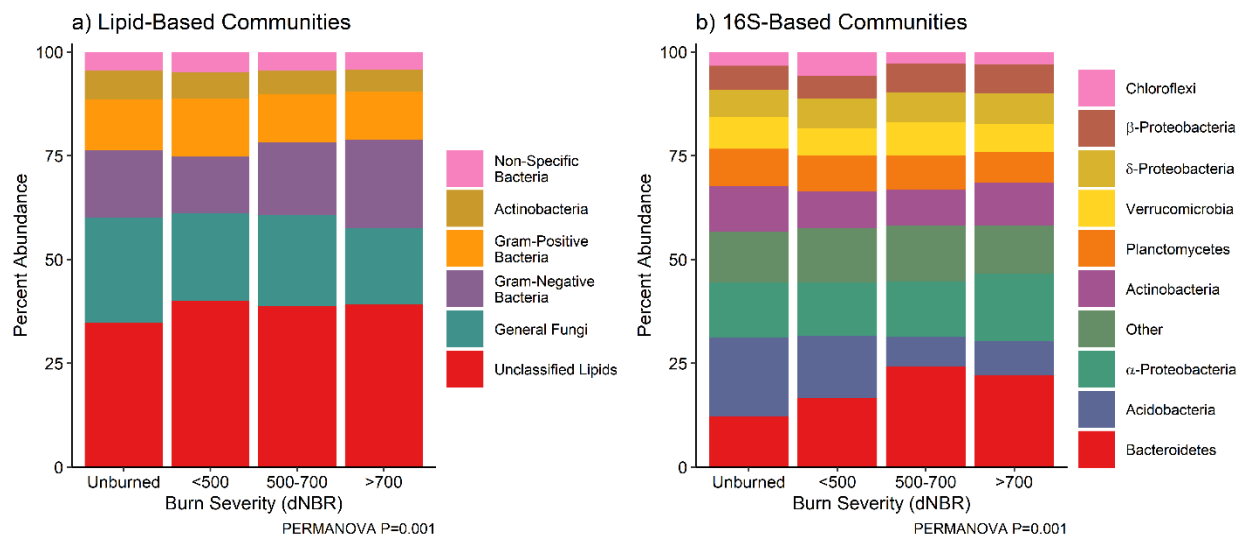 a) Lipid-Based Communities
Percent Abundance
100
75
50
25
0
Unburned
<500
500-700
>700
Burn Severity (dNBR)
PERMANOVA P=0.001
Non-Specific
Bacteria
Actinobacteria
Gram-Positive
Bacteria
Gram-Negative
Bacteria
General Fungi
Unclassified Lipids
b) 16S-Based Communities
Percent Abundance
100
75
50
25
0
Unburned
<500
500-700
>700
Burn Severity (dNBR)
PERMANOVA P=0.001
Chloroflexi
β-Proteobacteria
δ-Proteobacteria
Verrucomicrobia
Planctomycetes
Actinobacteria
Other
α-Proteobacteria
Acidobacteria
Bacteroidetes